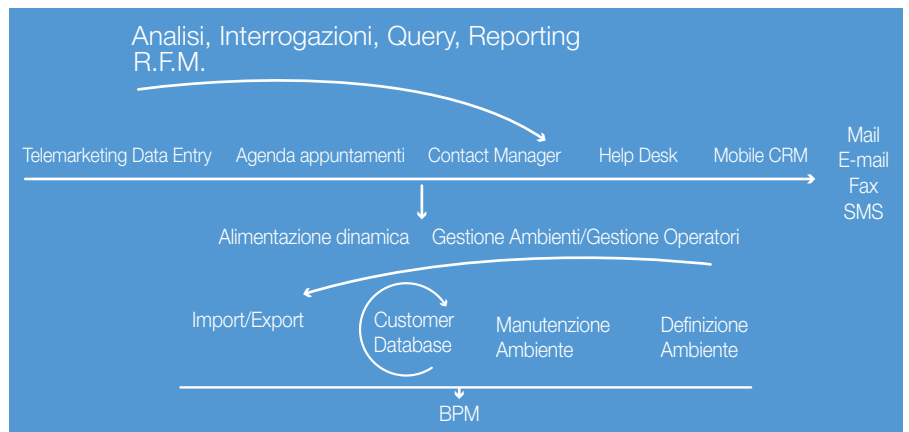 Analisi, Interrogazioni, Query, Reporting
R.F.M.
Telemarketing Data Entry
Agenda appuntamenti
Contact Manager
Help Desk
Mobile CRM
Mail
E-mail
Fax
SMS
Alimentazione dinamica
Gestione Ambienti/Gestione Operatori
Import/Export
Customer
Database
Manutenzione
Ambiente
Definizione
Ambiente
BPM